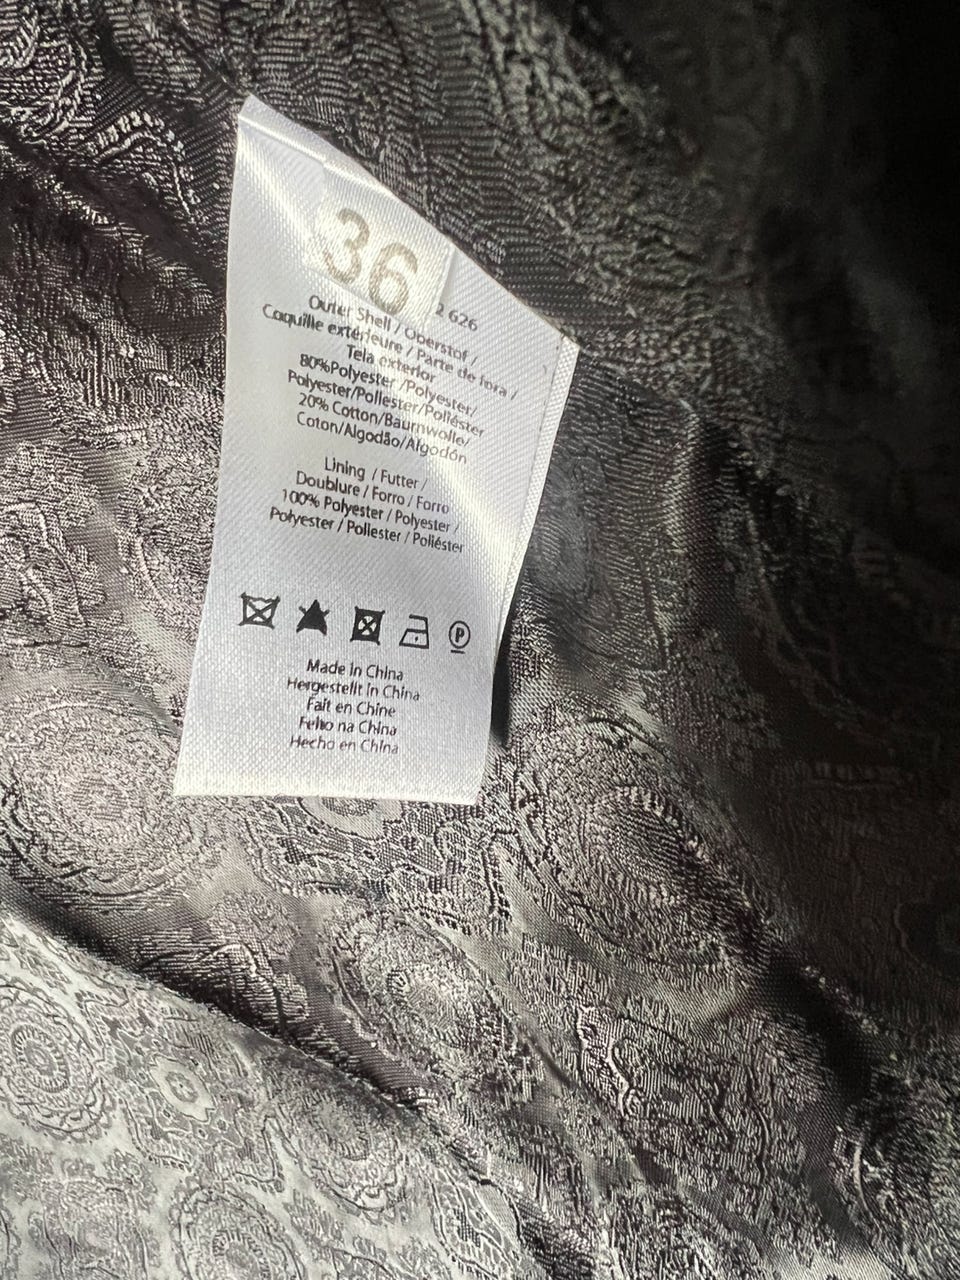 36
2 626
Outer Shell / Oberstof /
Coquille extérieure / Parte de fora /
Tela exterior
80%Polyester /Polyester/
Polyester/Poliester/Poliéster
20% Cotton/Baumwolle/
Coton/Algodão/Algodón
Lining / Futter /
Doublure / Forro / Forro
100% Polyester / Polyester /
Polyester / Poliester / Poliéster
P
Made in China
Hergestellt in China
Fait en Chine
Feito na China
Hecho en China